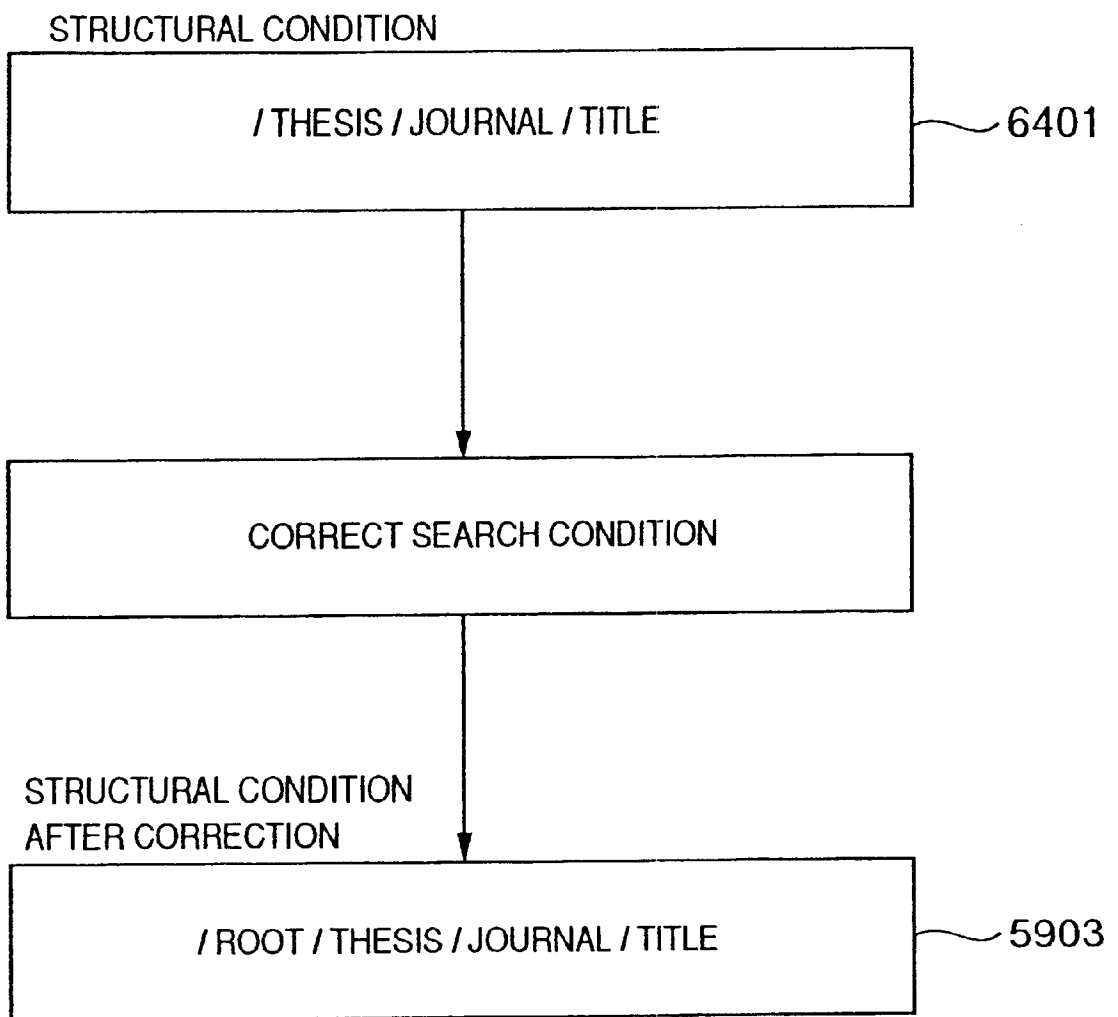 STRUCTURAL CONDITION
/ THESIS / JOURNAL / TITLE
6401
CORRECT SEARCH CONDITION
STRUCTURAL CONDITION
AFTER CORRECTION
/ ROOT / THESIS / JOURNAL / TITLE
5903